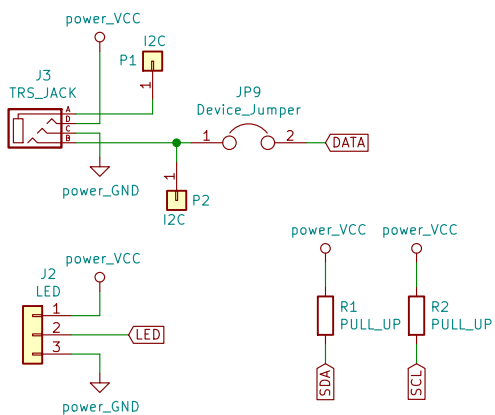 power_VCC
I2C
P1
1
J3
TRS_JACK
A
D
C
B
JP9
Device_Jumper
1
2
DATA
power_GND
1
P2
I2C
power_VCC
J2
LED
1
2
3
LED
power_GND
power_VCC
power_VCC
R1
PULL_UP
R2
PULL_UP
SDA
SCL